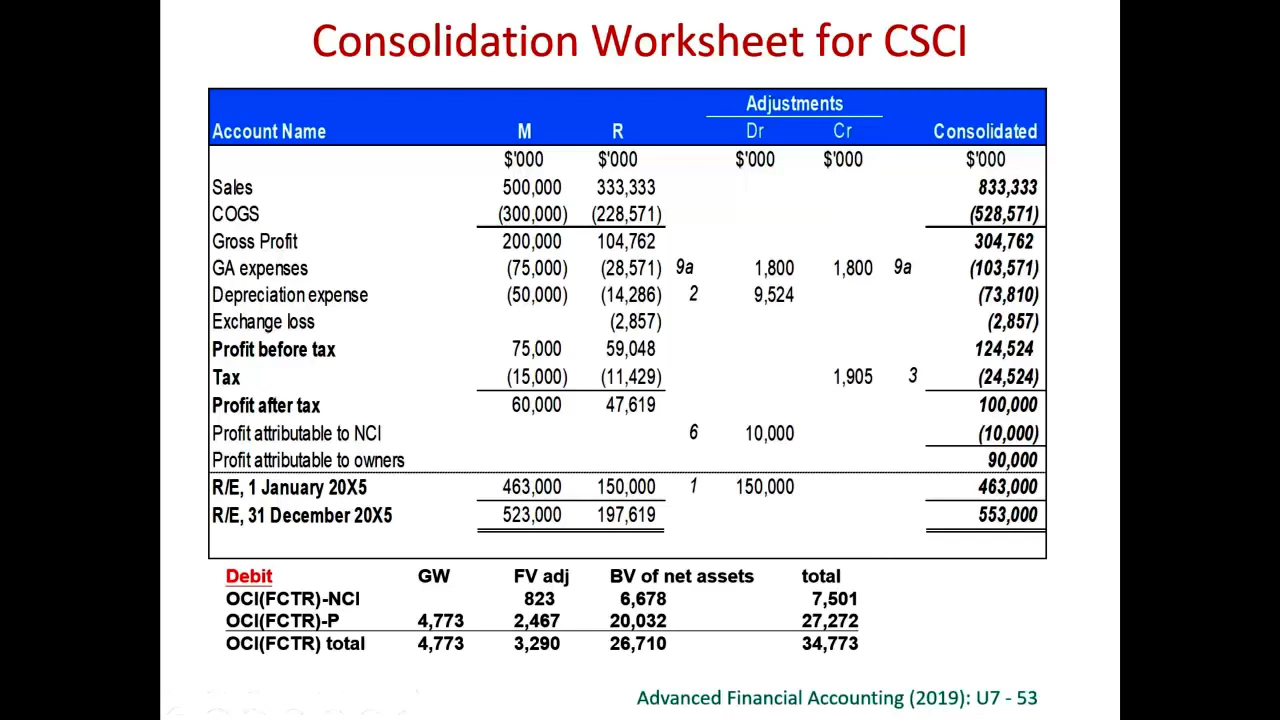 Consolidation Worksheet for CSCI
Adjustments
Account Name M R Dr Cr Consolidated
$'000 $'000 $'000 $'000 $'000
Sales 500,000 333,333 833,333
COGS (300,000) (228,571) (528,571)
Gross Profit 200,000 104,762 304,762
GA expenses (75,000) (28,571) 9a 1,800 1,800 9a (103,571)
Depreciation expense (50,000) (14,286) 2 9,524 (73,810)
Exchange loss (2,857) (2,857)
Profit before tax 75,000 59,048 124,524
Tax (15,000) (11,429) 1,905 3 (24,524)
Profit after tax 60,000 47,619 100,000
Profit attributable to NCI 6 10,000 (10,000)
Profit attributable to owners 90,000
R/E, 1 January 20X5 463,000 150,000 1 150,000 463,000
R/E, 31 December 20X5 523,000 197,619 553,000
Debit GW FV adj BV of net assets total
OCI(FCTR)-NCI 823 6,678 7,501
OCI(FCTR)-P 4,773 2,467 20,032 27,272
OCI(FCTR) total 4,773 3,290 26,710 34,773
Advanced Financial Accounting (2019): U7 - 53